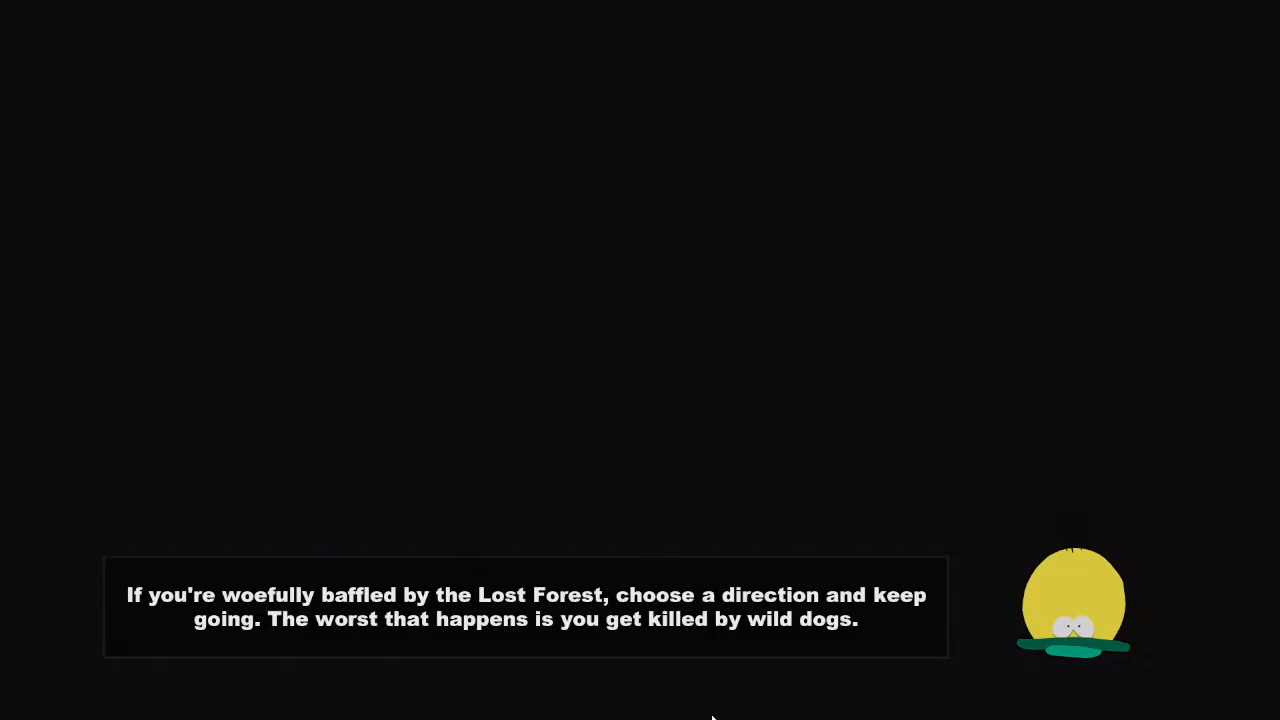 If you're woefully baffled by the Lost Forest, choose a direction and keep
going. The worst that happens is you get killed by wild dogs.